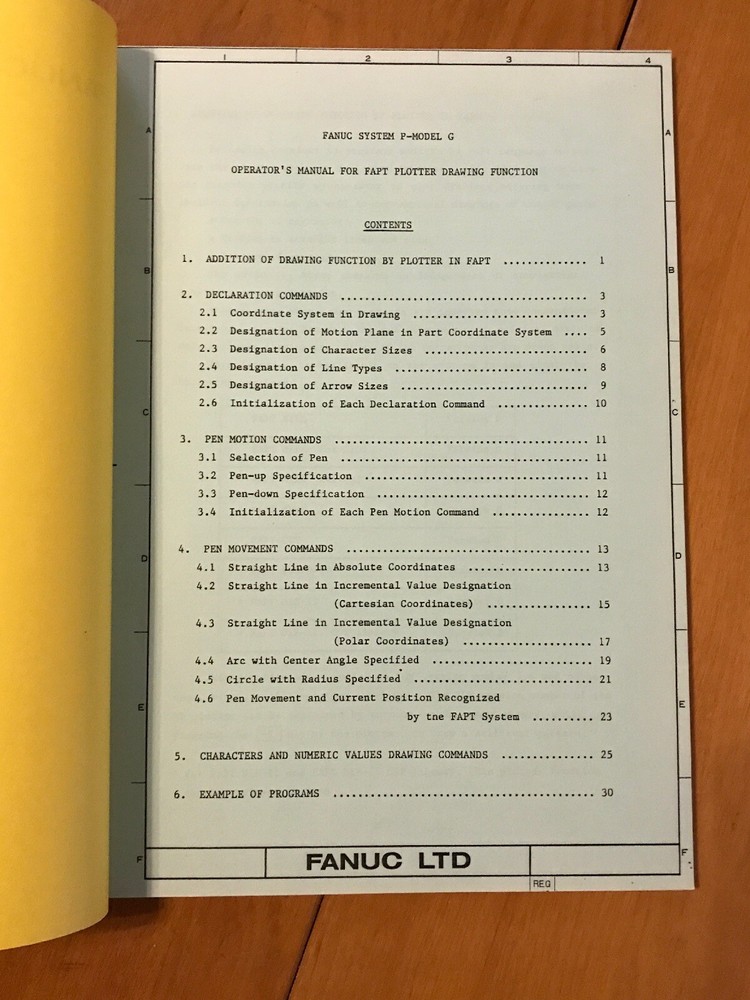 1 2 3 4
FANUC SYSTEM P-MODEL G
A A
OPERATOR'S MANUAL FOR FAPT PLOTTER DRAWING FUNCTION
CONTENTS
1. ADDITION OF DRAWING FUNCTION BY PLOTTER IN FAPT .............. 1
B B
2. DECLARATION COMMANDS ......................................... 3
2.1 Coordinate System in Drawing ............................. 3
2.2 Designation of Motion Plane in Part Coordinate System .... 5
2.3 Designation of Character Sizes ........................... 6
2.4 Designation of Line Types ................................ 8
2.5 Designation of Arrow Sizes ............................... 9
2.6 Initialization of Each Declaration Command ............... 10
C C
3. PEN MOTION COMMANDS .......................................... 11
3.1 Selection of Pen ......................................... 11
3.2 Pen-up Specification ..................................... 11
3.3 Pen-down Specification ................................... 12
3.4 Initialization of Each Pen Motion Command ................ 12
4. PEN MOVEMENT COMMANDS ........................................ 13
D D
4.1 Straight Line in Absolute Coordinates .................... 13
4.2 Straight Line in Incremental Value Designation
(Cartesian Coordinates) ................. 15
4.3 Straight Line in Incremental Value Designation
(Polar Coordinates) ..................... 17
4.4 Arc with Center Angle Specified .......................... 19
4.5 Circle with Radius Specified ............................. 21
4.6 Pen Movement and Current Position Recognized
E E
by tne FAPT System .......... 23
5. CHARACTERS AND NUMERIC VALUES DRAWING COMMANDS ............... 25
6. EXAMPLE OF PROGRAMS .......................................... 30
F F
FANUC LTD
REG